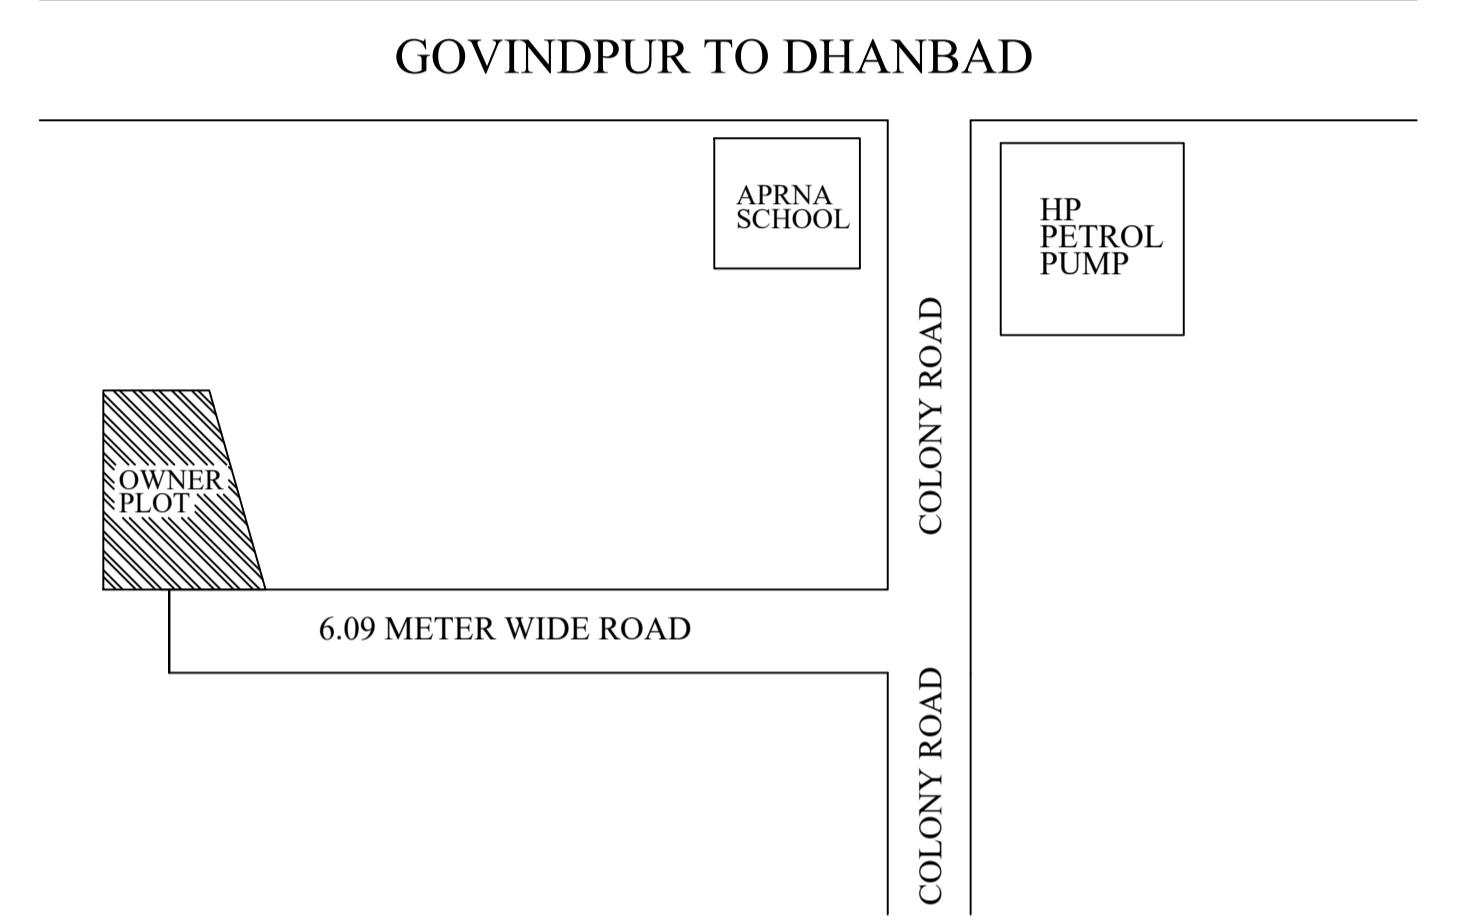 GOVINDPUR TO DHANBAD
APRNA
SCHOOL
HP
PETROL
PUMP
COLONY ROAD
OWNER
PLOT
6.09 METER WIDE ROAD
COLONY ROAD